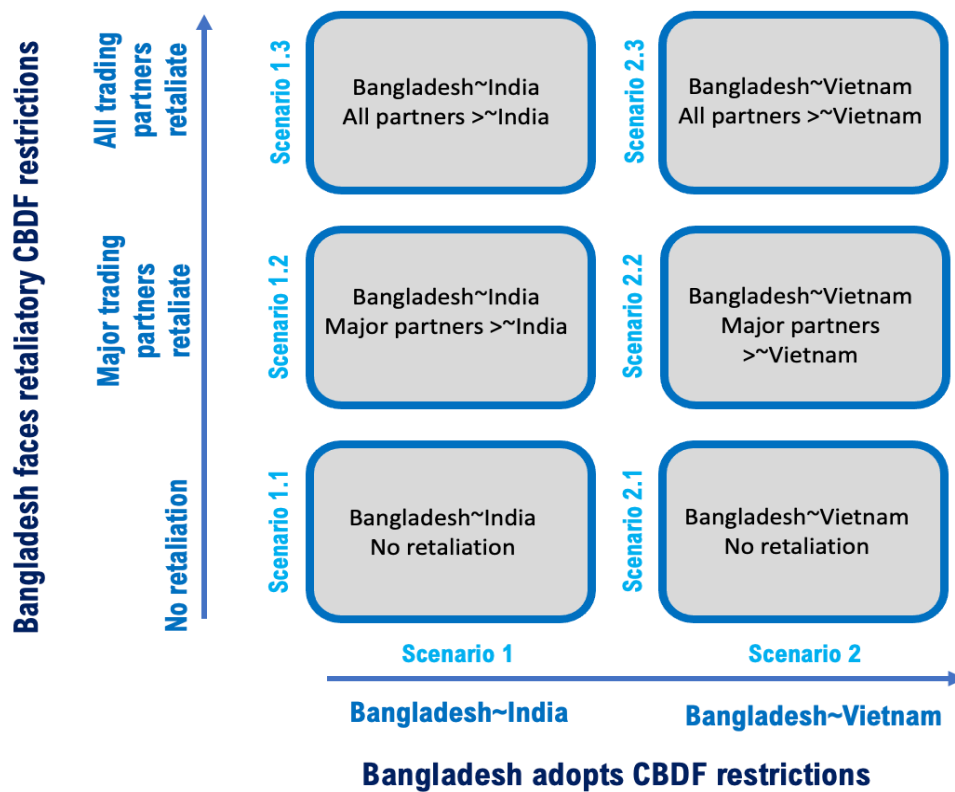 Bangladesh faces retaliatory CBDF restrictions
All trading
partners
retaliate
Scenario 1.3
Bangladesh~India
All partners >~India
Scenario 2.3
Bangladesh~Vietnam
All partners >~Vietnam
Major trading
partners
retaliate
Scenario 1.2
Bangladesh~India
Major partners >~India
Scenario 2.2
Bangladesh~Vietnam
Major partners
>~Vietnam
No retaliation
Scenario 1.1
Bangladesh~India
No retaliation
Scenario 2.1
Bangladesh~Vietnam
No retaliation
Scenario 1
Scenario 2
Bangladesh~India
Bangladesh~Vietnam
Bangladesh adopts CBDF restrictions